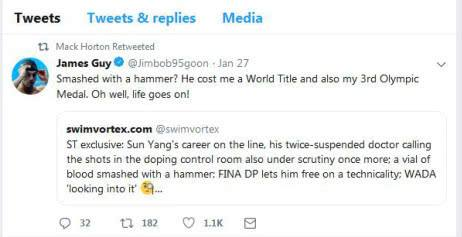 Tweets Tweets & replies Media
Mack Horton Retweeted
James Guy @Jimbob95goon · Jan 27
Smashed with a hammer? He cost me a World Title and also my 3rd Olympic
Medal. Oh well, life goes on!
swimvortex.com @swimvortex
ST exclusive: Sun Yang's career on the line, his twice-suspended doctor calling
the shots in the doping control room also under scrutiny once more; a vial of
blood smashed with a hammer; FINA DP lets him free on a technicality; WADA
'looking into it' 🧐...
32 182 1.1K